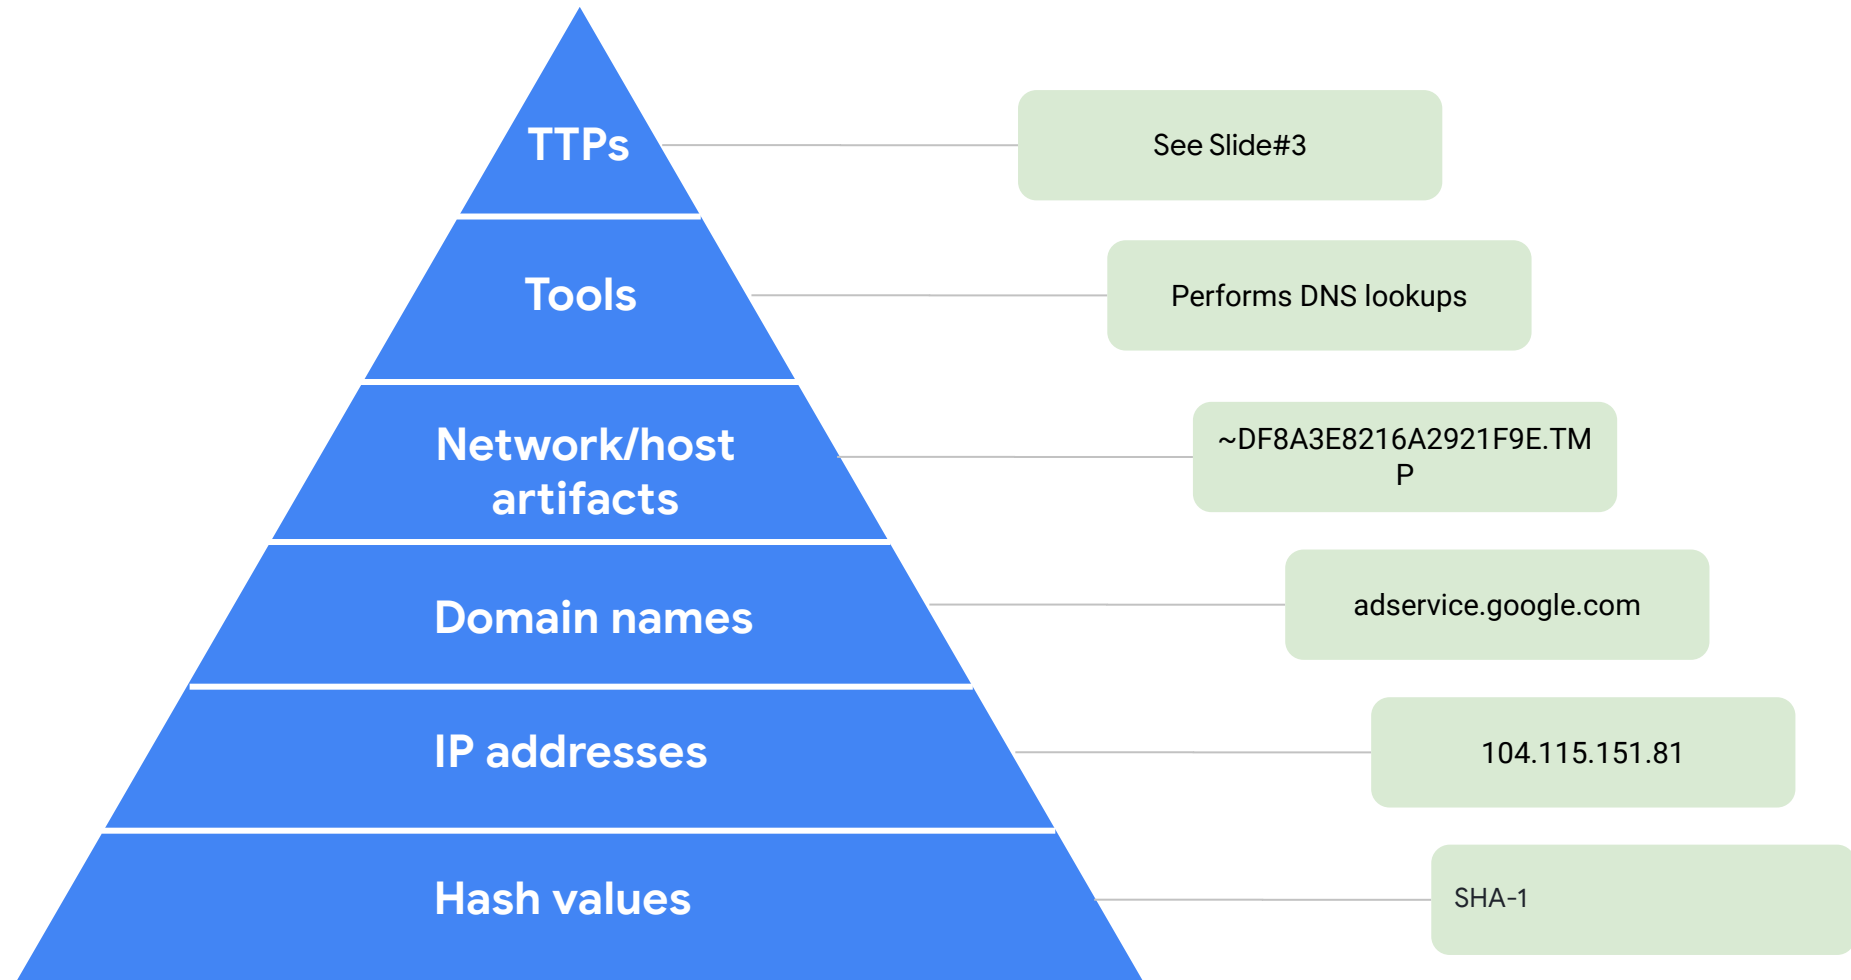 TTPs
See Slide#3
Tools
Performs DNS lookups
Network/host
artifacts
~DF8A3E8216A2921F9E.TM
P
Domain names
adservice.google.com
IP addresses
104.115.151.81
Hash values
SHA-1